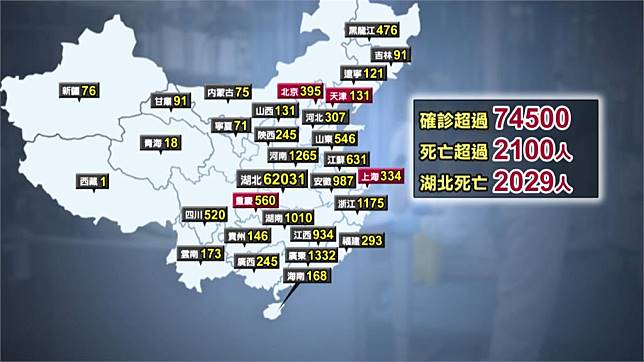 黑龍江 476
吉林 91
遼寧 121
新疆 76
甘肅 91
內蒙古 75
北京 395
天津 131
山西 131
河北 307
寧夏 71
陝西 245
山東 546
青海 18
河南 1265
江蘇 631
西藏 1
湖北 62031
安徽 987
上海 334
重慶 560
浙江 1175
四川 520
湖南 1010
貴州 146
江西 934
福建 293
雲南 173
廣西 245
廣東 1332
海南 168
確診超過 74500
死亡超過 2100人
湖北死亡 2029人